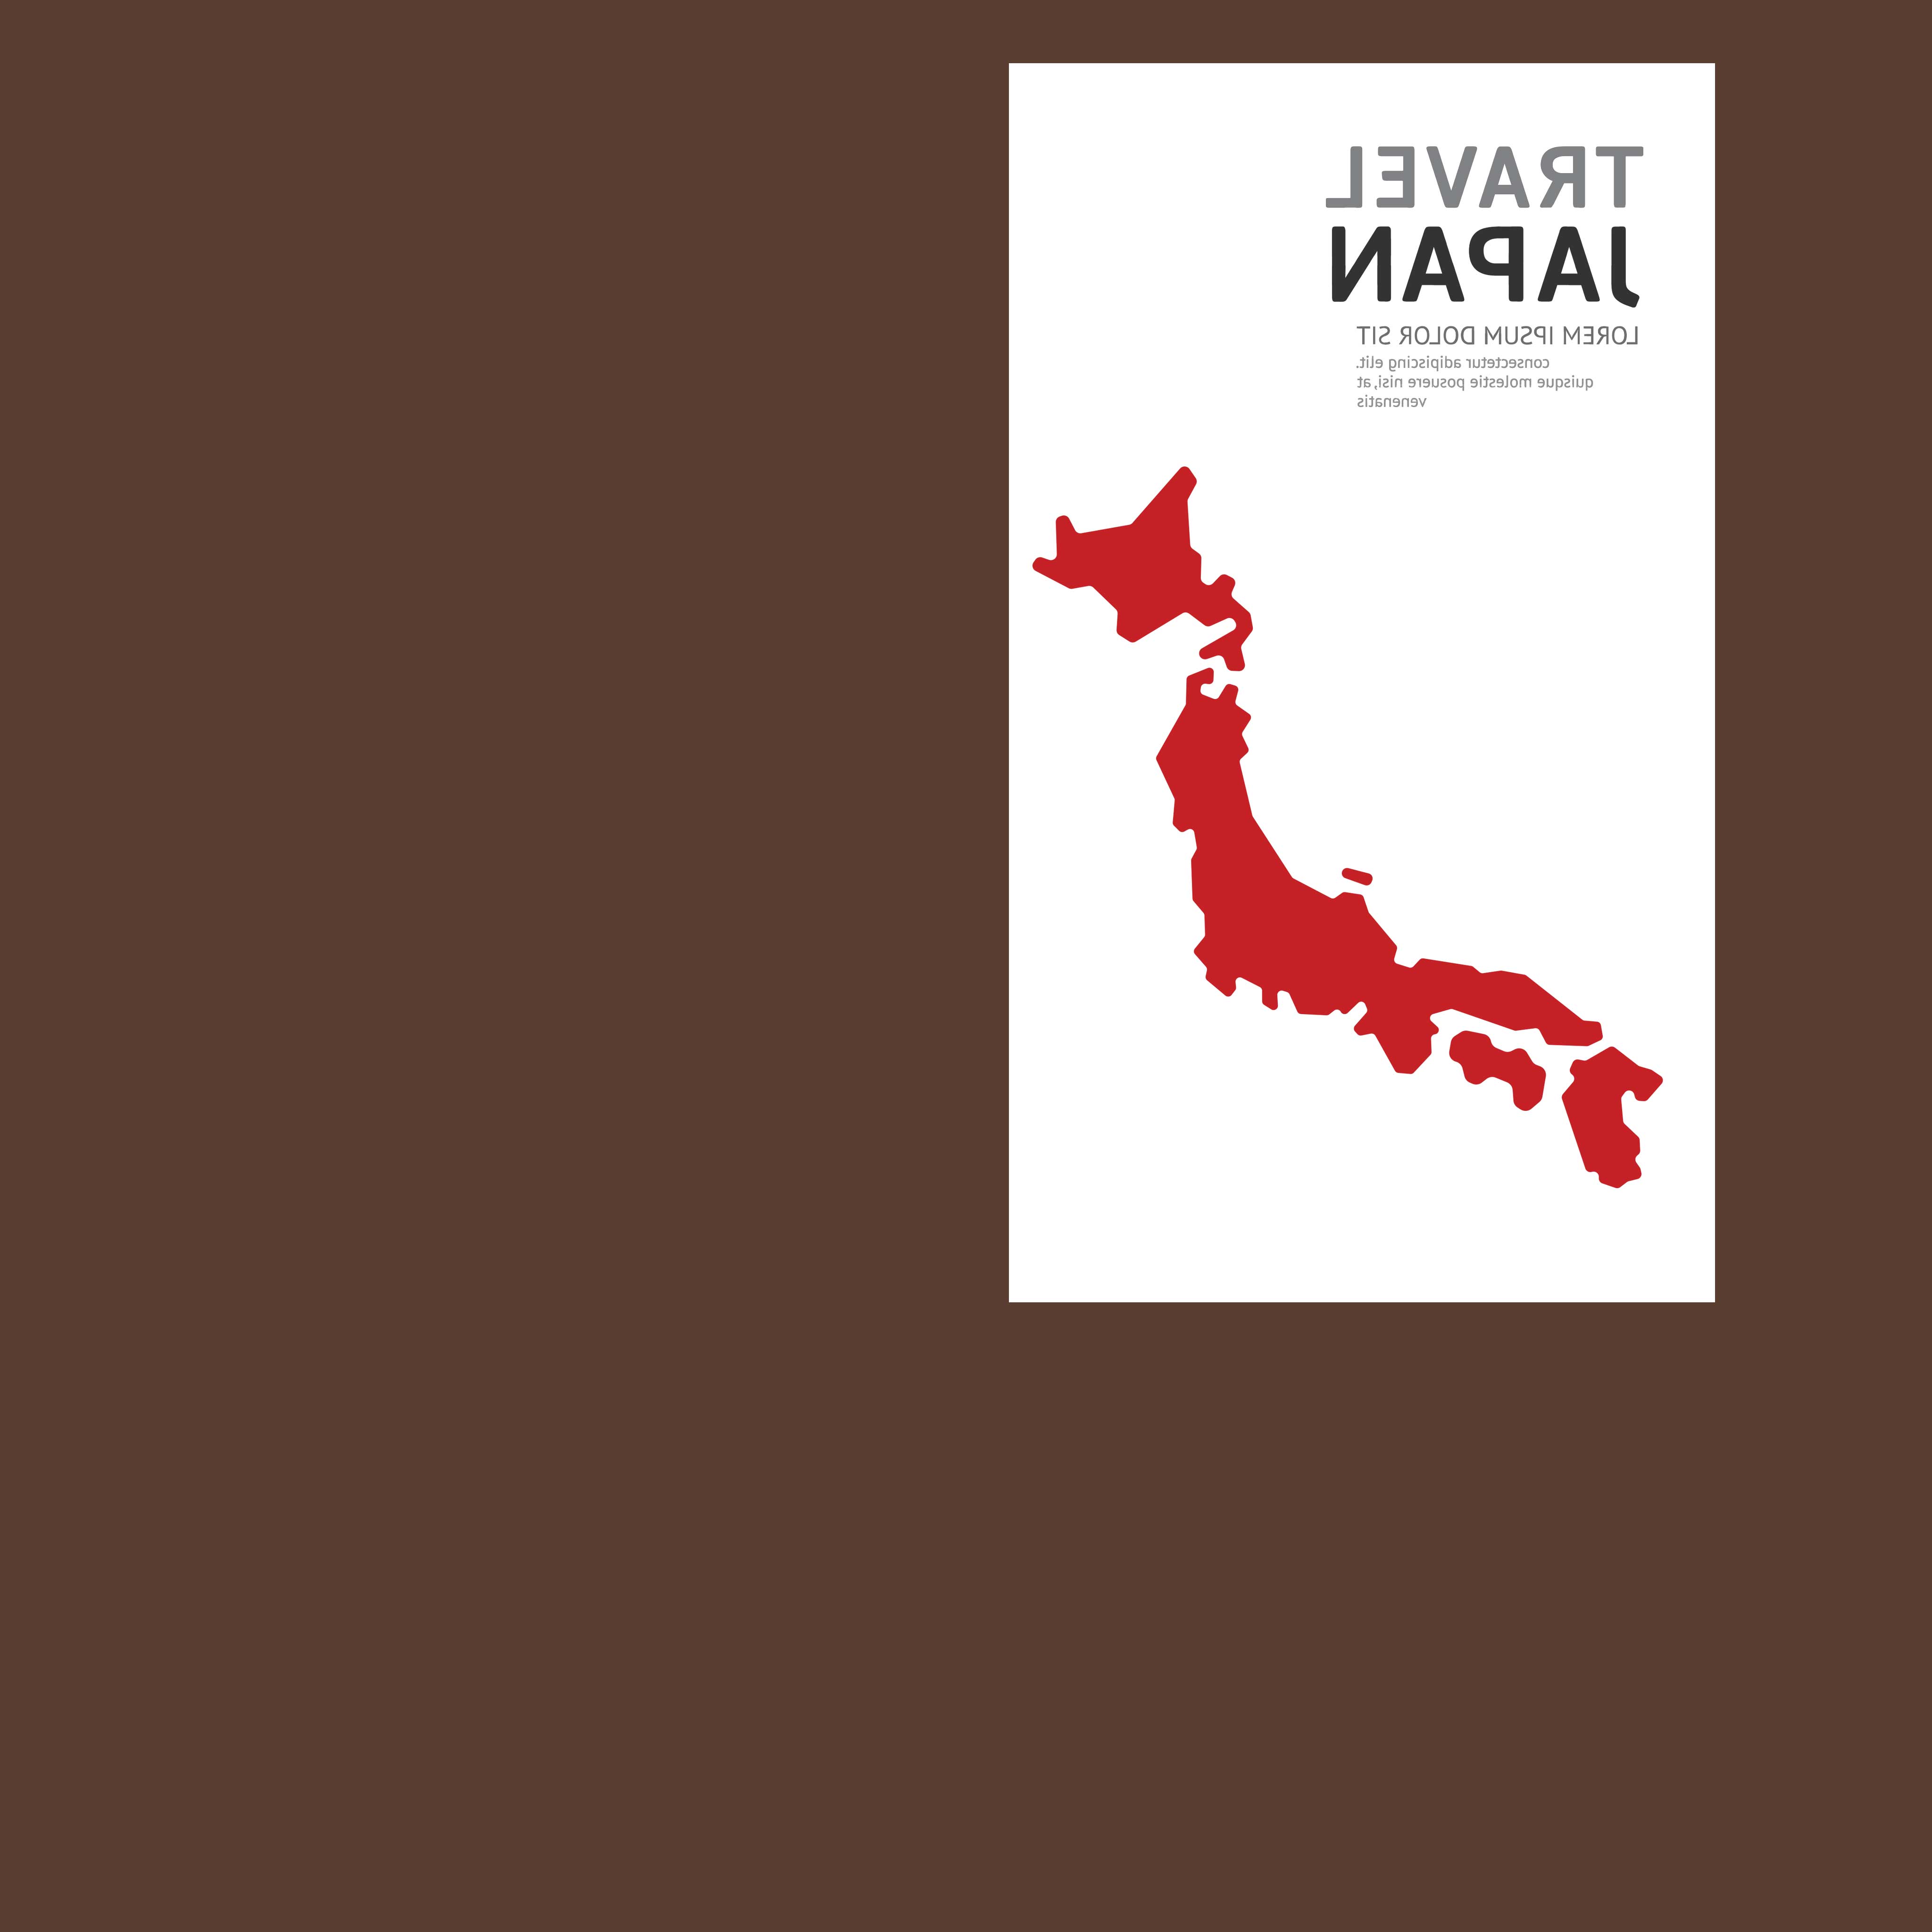 TRAVEL
JAPAN
LOREM IPSUM DOLOR SIT
consectetur adipiscing elit.
quisque molestie posuere nisi, at
venenatis